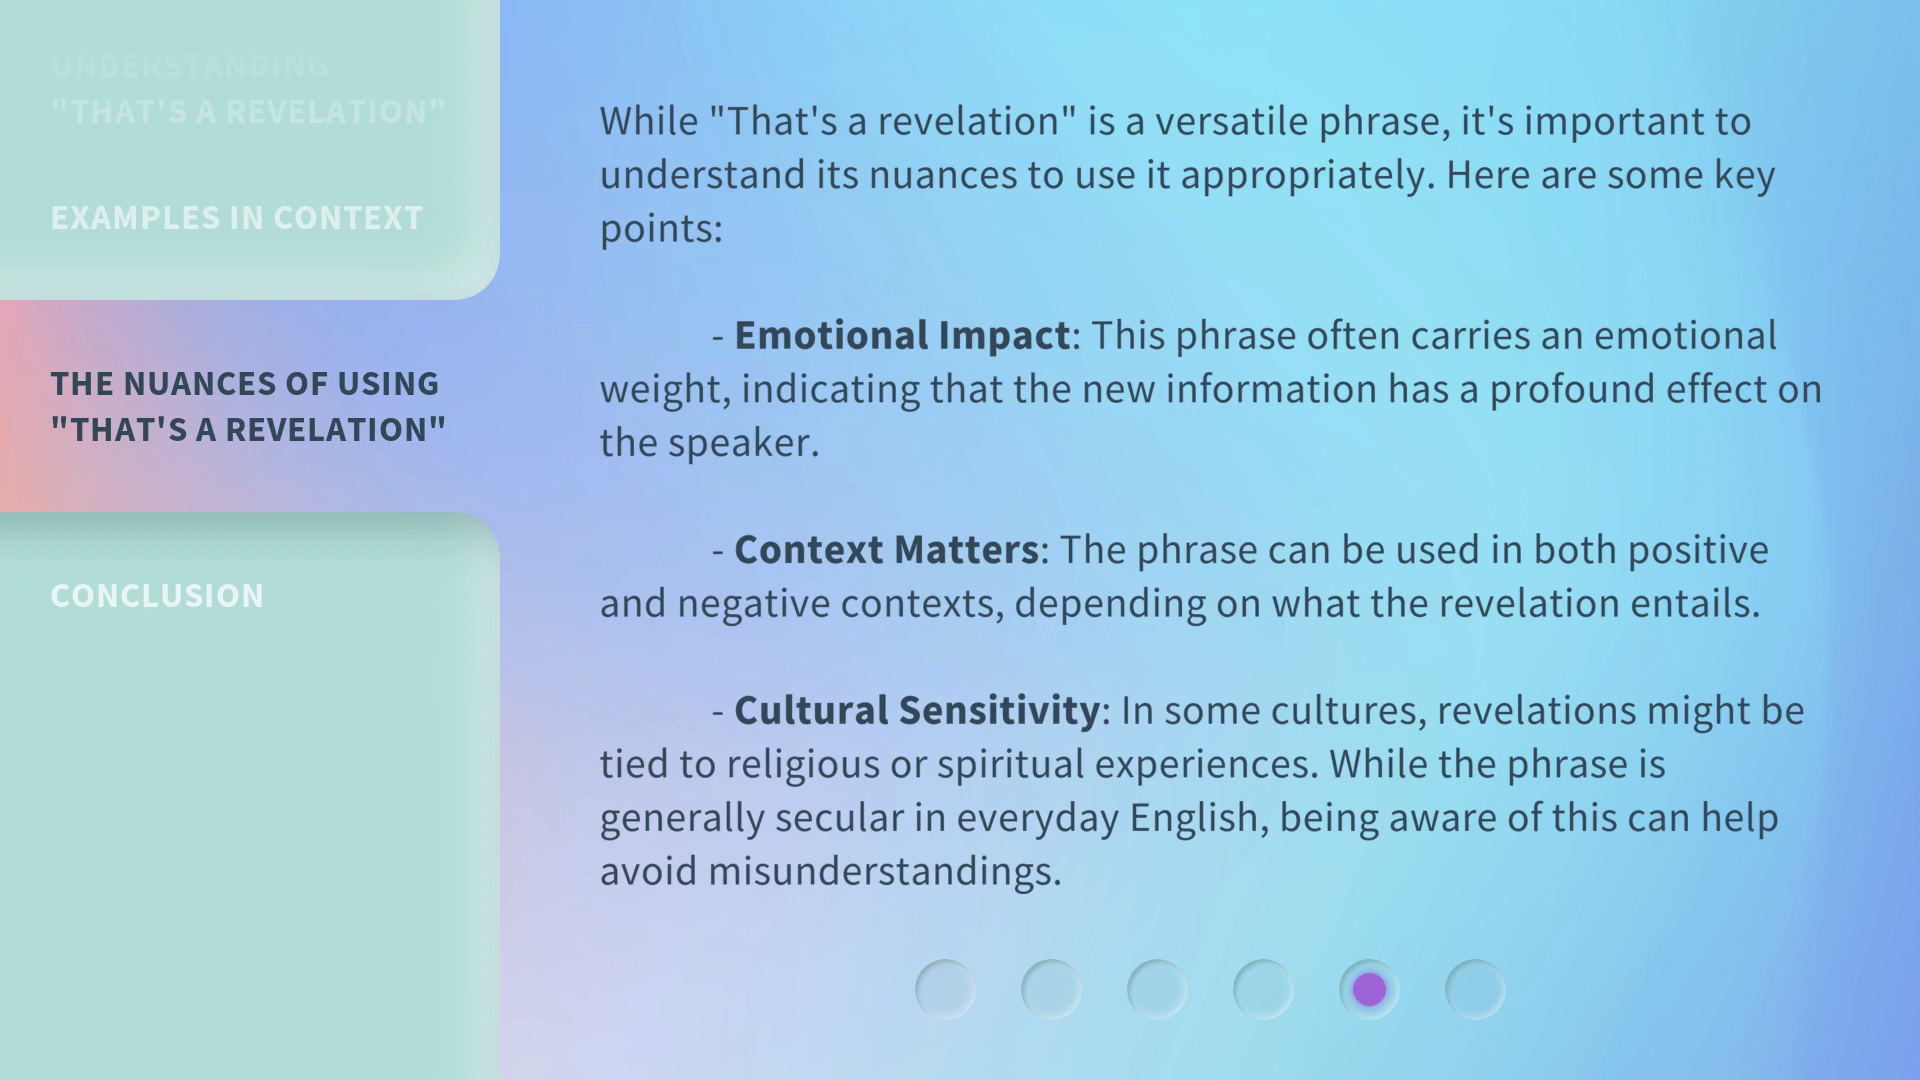 UNDERSTANDING
"THAT'S A REVELATION"
EXAMPLES IN CONTEXT
THE NUANCES OF USING
"THAT'S A REVELATION"
CONCLUSION
While "That's a revelation" is a versatile phrase, it's important to
understand its nuances to use it appropriately. Here are some key
points:
- Emotional Impact: This phrase often carries an emotional
weight, indicating that the new information has a profound effect on
the speaker.
- Context Matters: The phrase can be used in both positive
and negative contexts, depending on what the revelation entails.
- Cultural Sensitivity: In some cultures, revelations might be
tied to religious or spiritual experiences. While the phrase is
generally secular in everyday English, being aware of this can help
avoid misunderstandings.